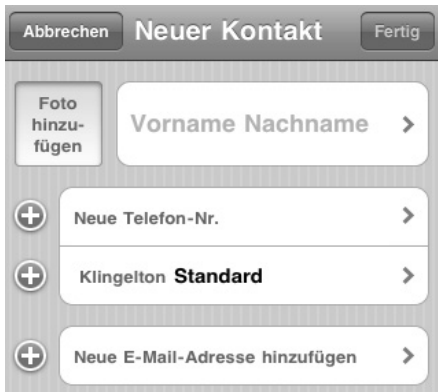 Abbrechen Neuer Kontakt Fertig
Foto
hinzu-
fügen
Vorname Nachname
Neue Telefon-Nr.
Klingelton Standard
Neue E-Mail-Adresse hinzufügen